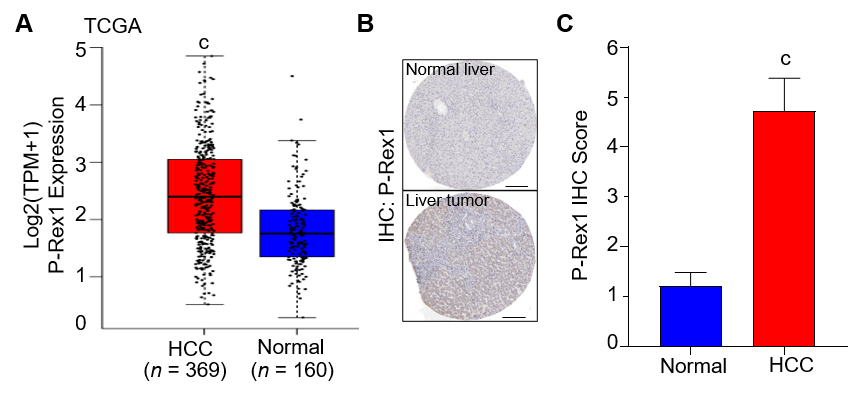 A
TCGA
c
Log2(TPM+1)
P-Rex1 Expression
5
4
3
2
1
0
HCC
(n = 369)
Normal
(n = 160)
B
IHC: P-Rex1
Normal liver
Liver tumor
C
P-Rex1 IHC Score
6
5
4
3
2
1
0
c
Normal
HCC